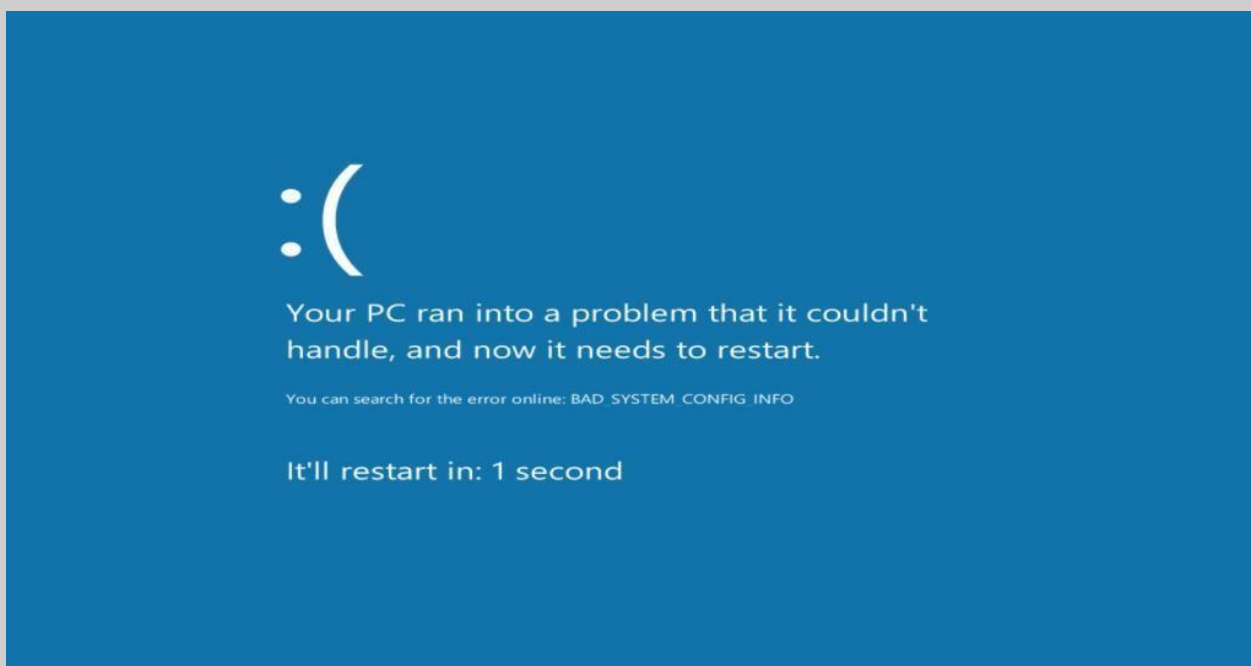 :(
Your PC ran into a problem that it couldn't
handle, and now it needs to restart.
You can search for the error online: BAD_SYSTEM_CONFIG_INFO
It'll restart in: 1 second